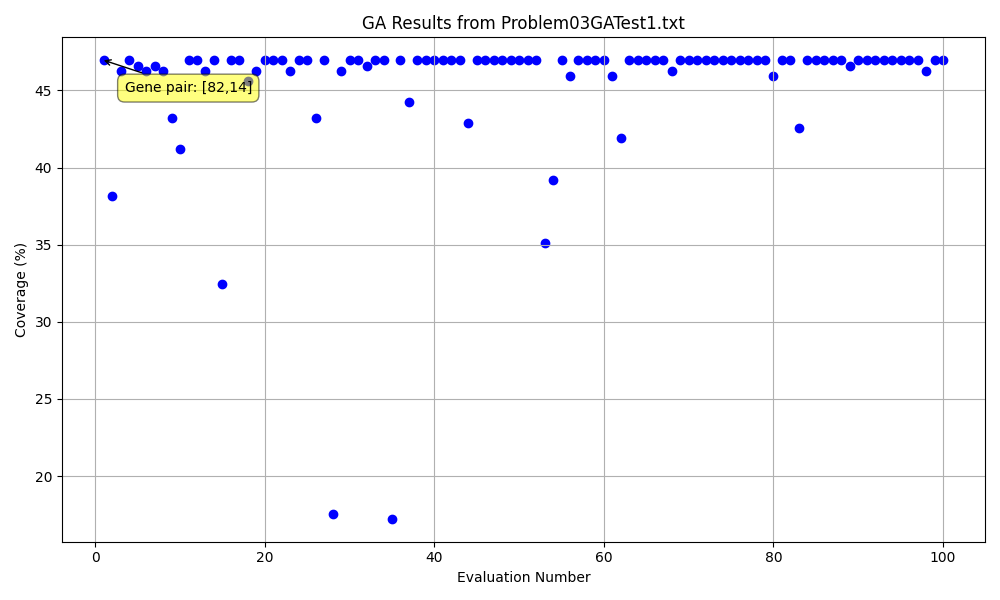 GA Results from Problem03GATest1.txt
Coverage (%)
45
40
35
30
25
20
Gene pair: [82,14]
0 20 40 60 80 100
Evaluation Number